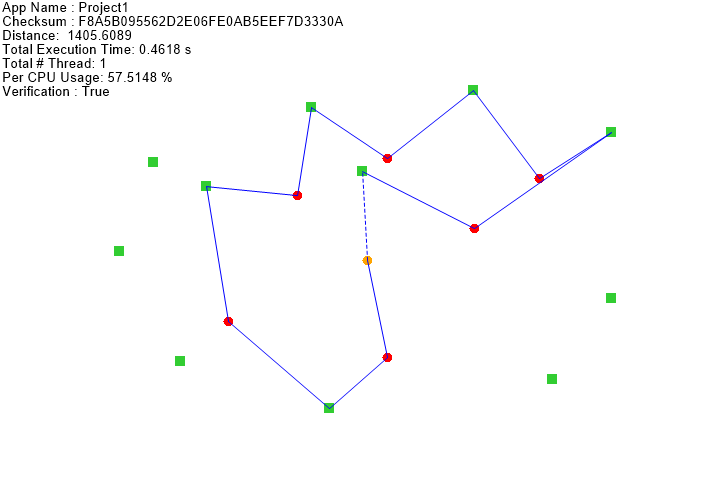 App Name : Project1
Checksum : F8A5B095562D2E06FE0AB5EEF7D3330A
Distance:  1405.6089
Total Execution Time: 0.4618 s
Total # Thread: 1
Per CPU Usage: 57.5148 %
Verification : True